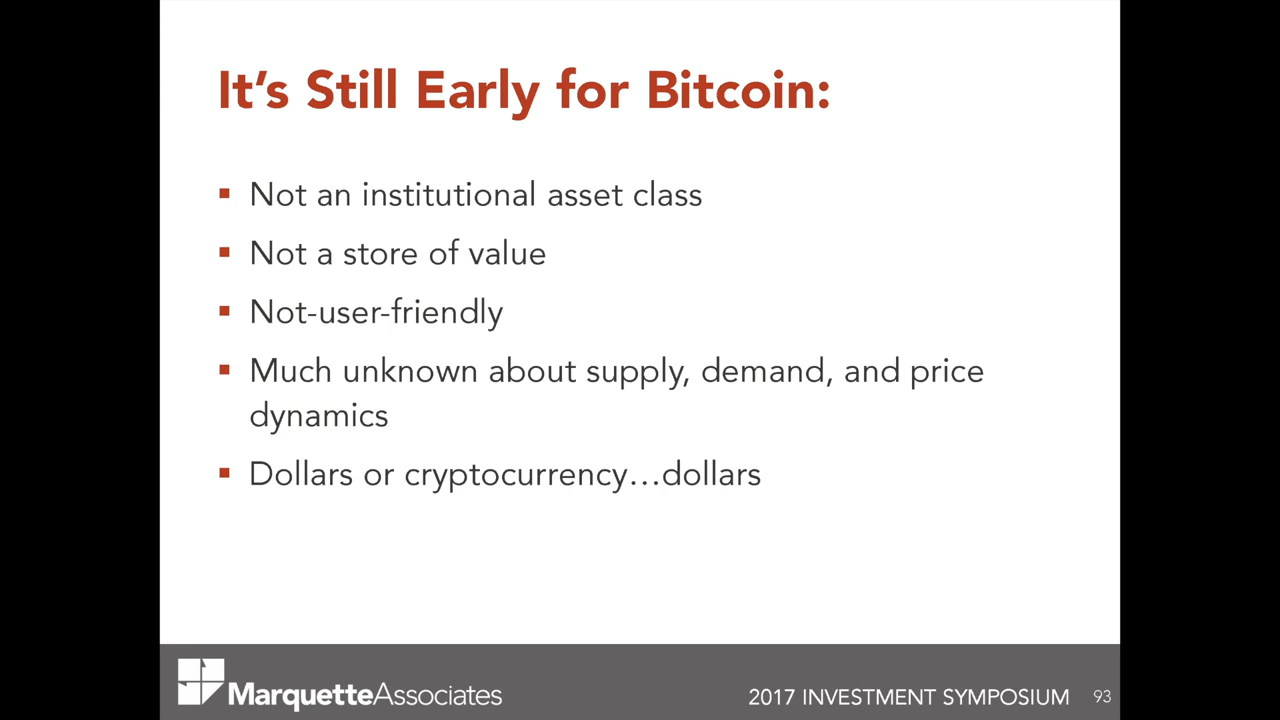 It's Still Early for Bitcoin:
▪ Not an institutional asset class
▪ Not a store of value
▪ Not-user-friendly
▪ Much unknown about supply, demand, and price
dynamics
▪ Dollars or cryptocurrency…dollars
MarquetteAssociates
2017 INVESTMENT SYMPOSIUM 93